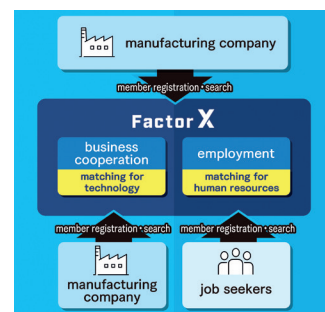 manufacturing company
member registration・search
Factor X
business
cooperation
matching for
technology
employment
matching for
human resources
member registration・search
member registration・search
manufacturing
company
job seekers